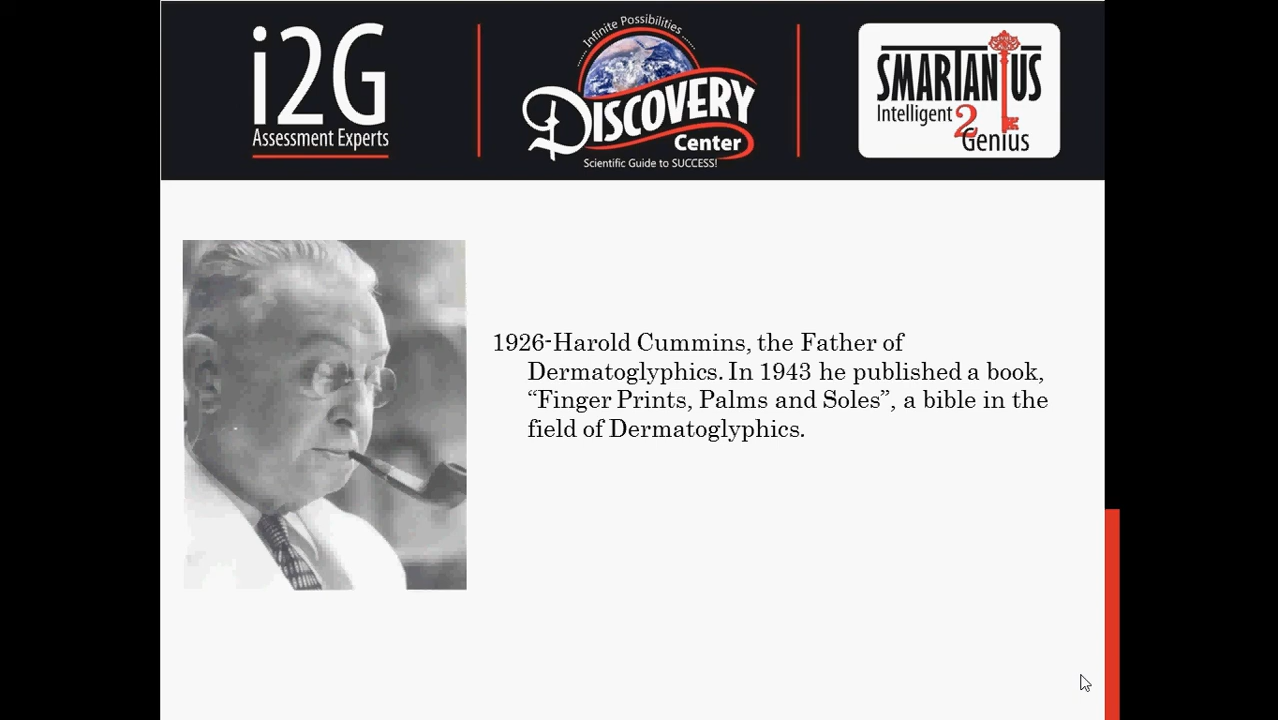 i2G
Assessment Experts
Infinite Possibilities
DISCOVERY
Center
Scientific Guide to SUCCESS!
SMARTANIUS
Intelligent 2
Genius
1926-Harold Cummins, the Father of
Dermatoglyphics. In 1943 he published a book,
“Finger Prints, Palms and Soles”, a bible in the
field of Dermatoglyphics.